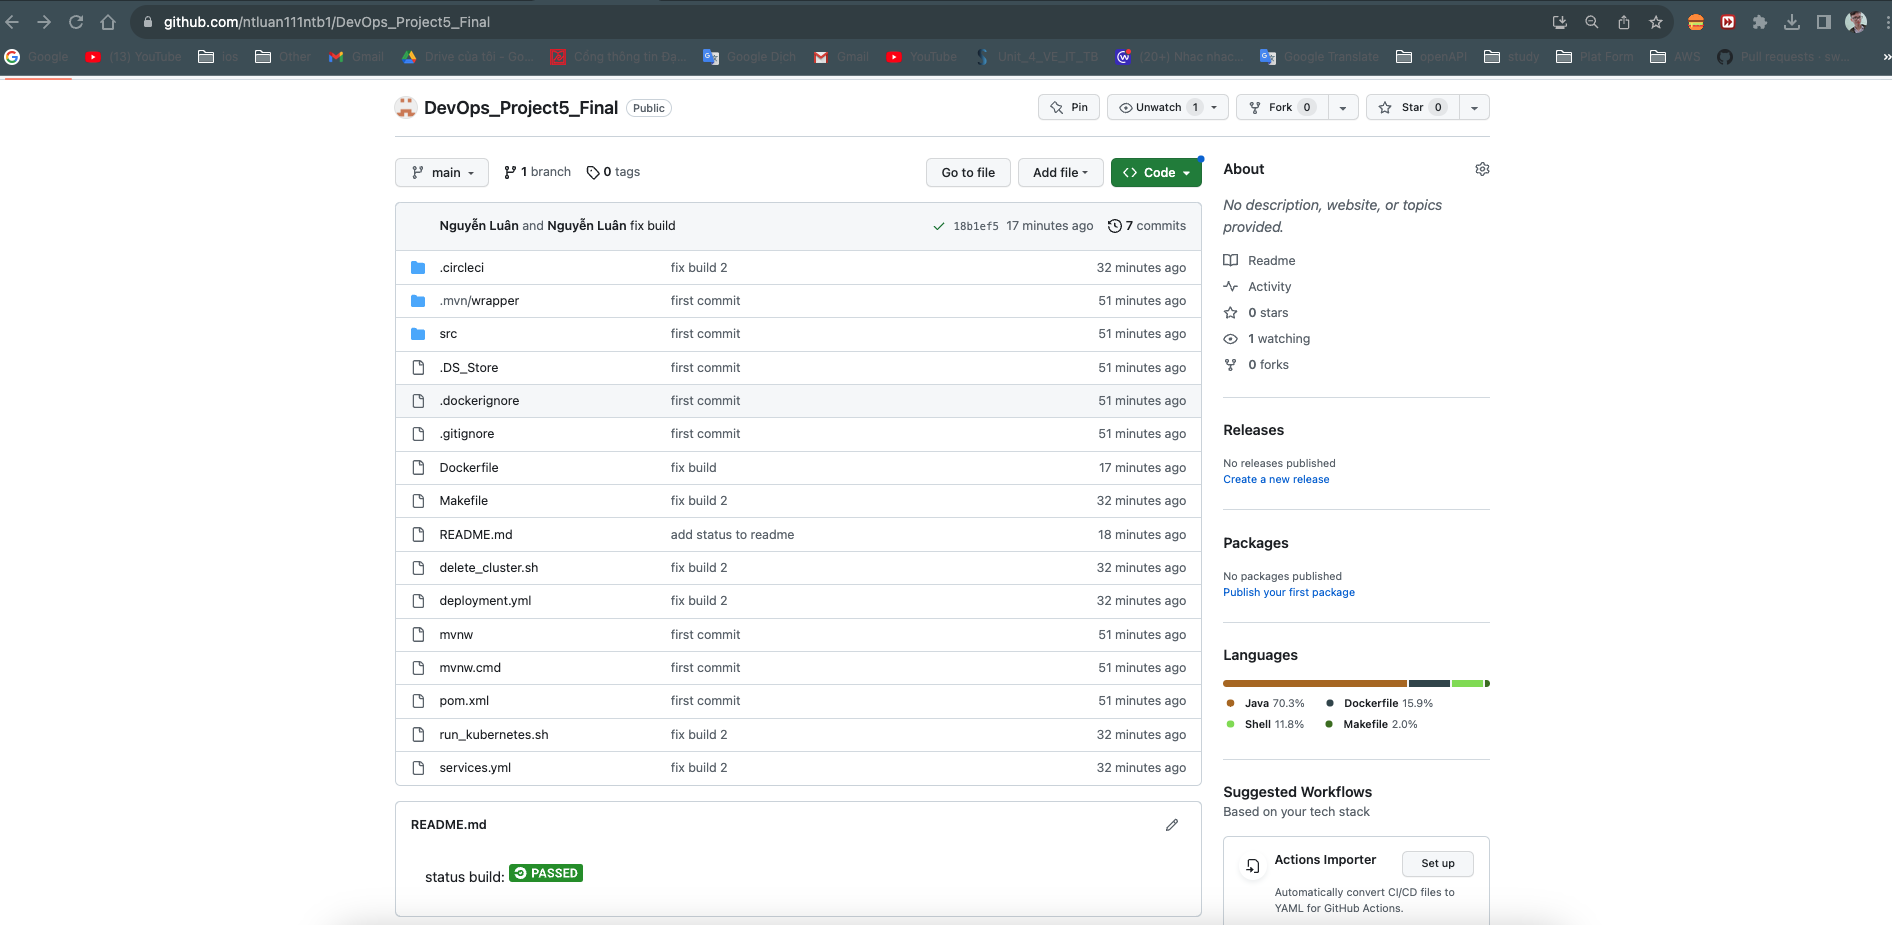 github.com/ntluan111ntb1/DevOps_Project5_Final
Google (13) YouTube ios Other Gmail Drive của tôi - Go... Cổng thông tin Đa... Google Dịch Gmail YouTube Unit_4_VE_IT_TB (20+) Nhac nhac... Google Translate openAPI study Plat Form AWS Pull requests · sw... »
DevOps_Project5_Final Public
Pin Unwatch 1 Fork 0 Star 0
main 1 branch 0 tags Go to file Add file Code
Nguyễn Luân and Nguyễn Luân fix build 18b1ef5 17 minutes ago 7 commits
.circleci fix build 2 32 minutes ago
.mvn/wrapper first commit 51 minutes ago
src first commit 51 minutes ago
.DS_Store first commit 51 minutes ago
.dockerignore first commit 51 minutes ago
.gitignore first commit 51 minutes ago
Dockerfile fix build 17 minutes ago
Makefile fix build 2 32 minutes ago
README.md add status to readme 18 minutes ago
delete_cluster.sh fix build 2 32 minutes ago
deployment.yml fix build 2 32 minutes ago
mvnw first commit 51 minutes ago
mvnw.cmd first commit 51 minutes ago
pom.xml first commit 51 minutes ago
run_kubernetes.sh fix build 2 32 minutes ago
services.yml fix build 2 32 minutes ago
README.md
status build: PASSED
About
No description, website, or topics
provided.
Readme
Activity
0 stars
1 watching
0 forks
Releases
No releases published
Create a new release
Packages
No packages published
Publish your first package
Languages
Java 70.3% Dockerfile 15.9%
Shell 11.8% Makefile 2.0%
Suggested Workflows
Based on your tech stack
Actions Importer Set up
Automatically convert CI/CD files to
YAML for GitHub Actions.